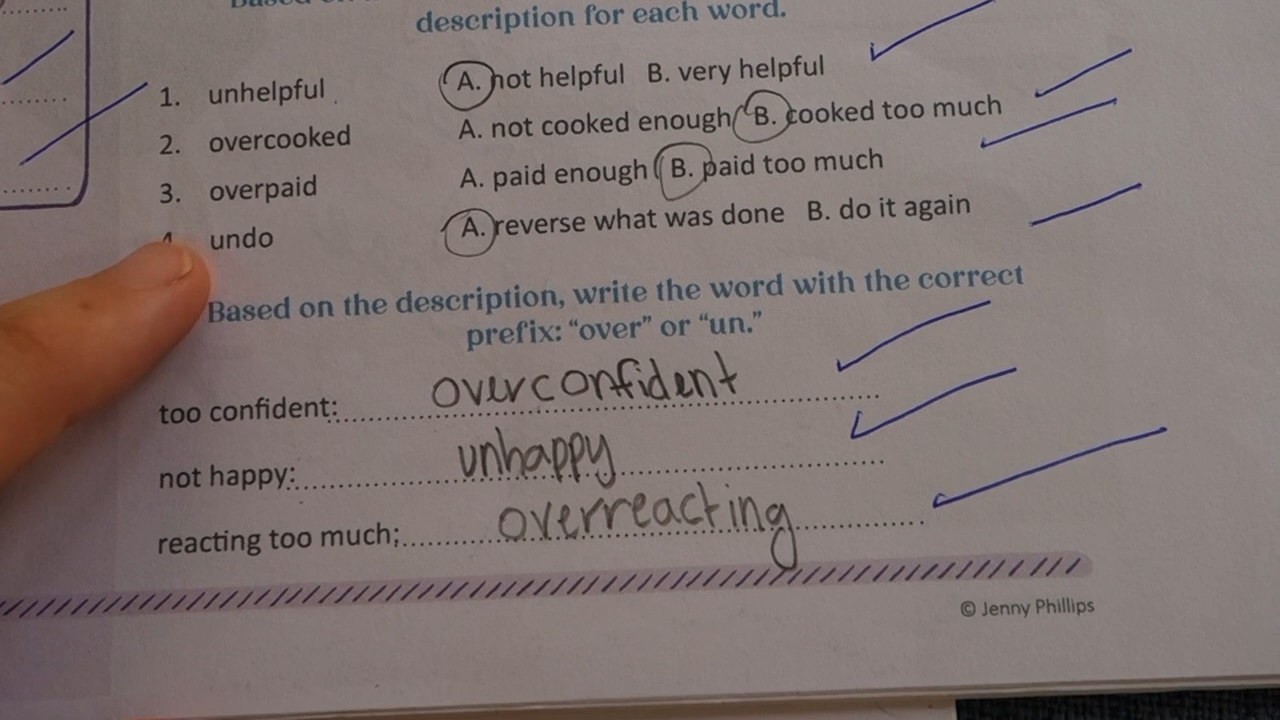 description for each word.
1. unhelpful A. not helpful B. very helpful
2. overcooked A. not cooked enough B. cooked too much
3. overpaid A. paid enough B. paid too much
undo A. reverse what was done B. do it again
Based on the description, write the word with the correct
prefix: “over” or “un.”
too confident: overconfident
not happy: unhappy
reacting too much; overreacting
© Jenny Phillips